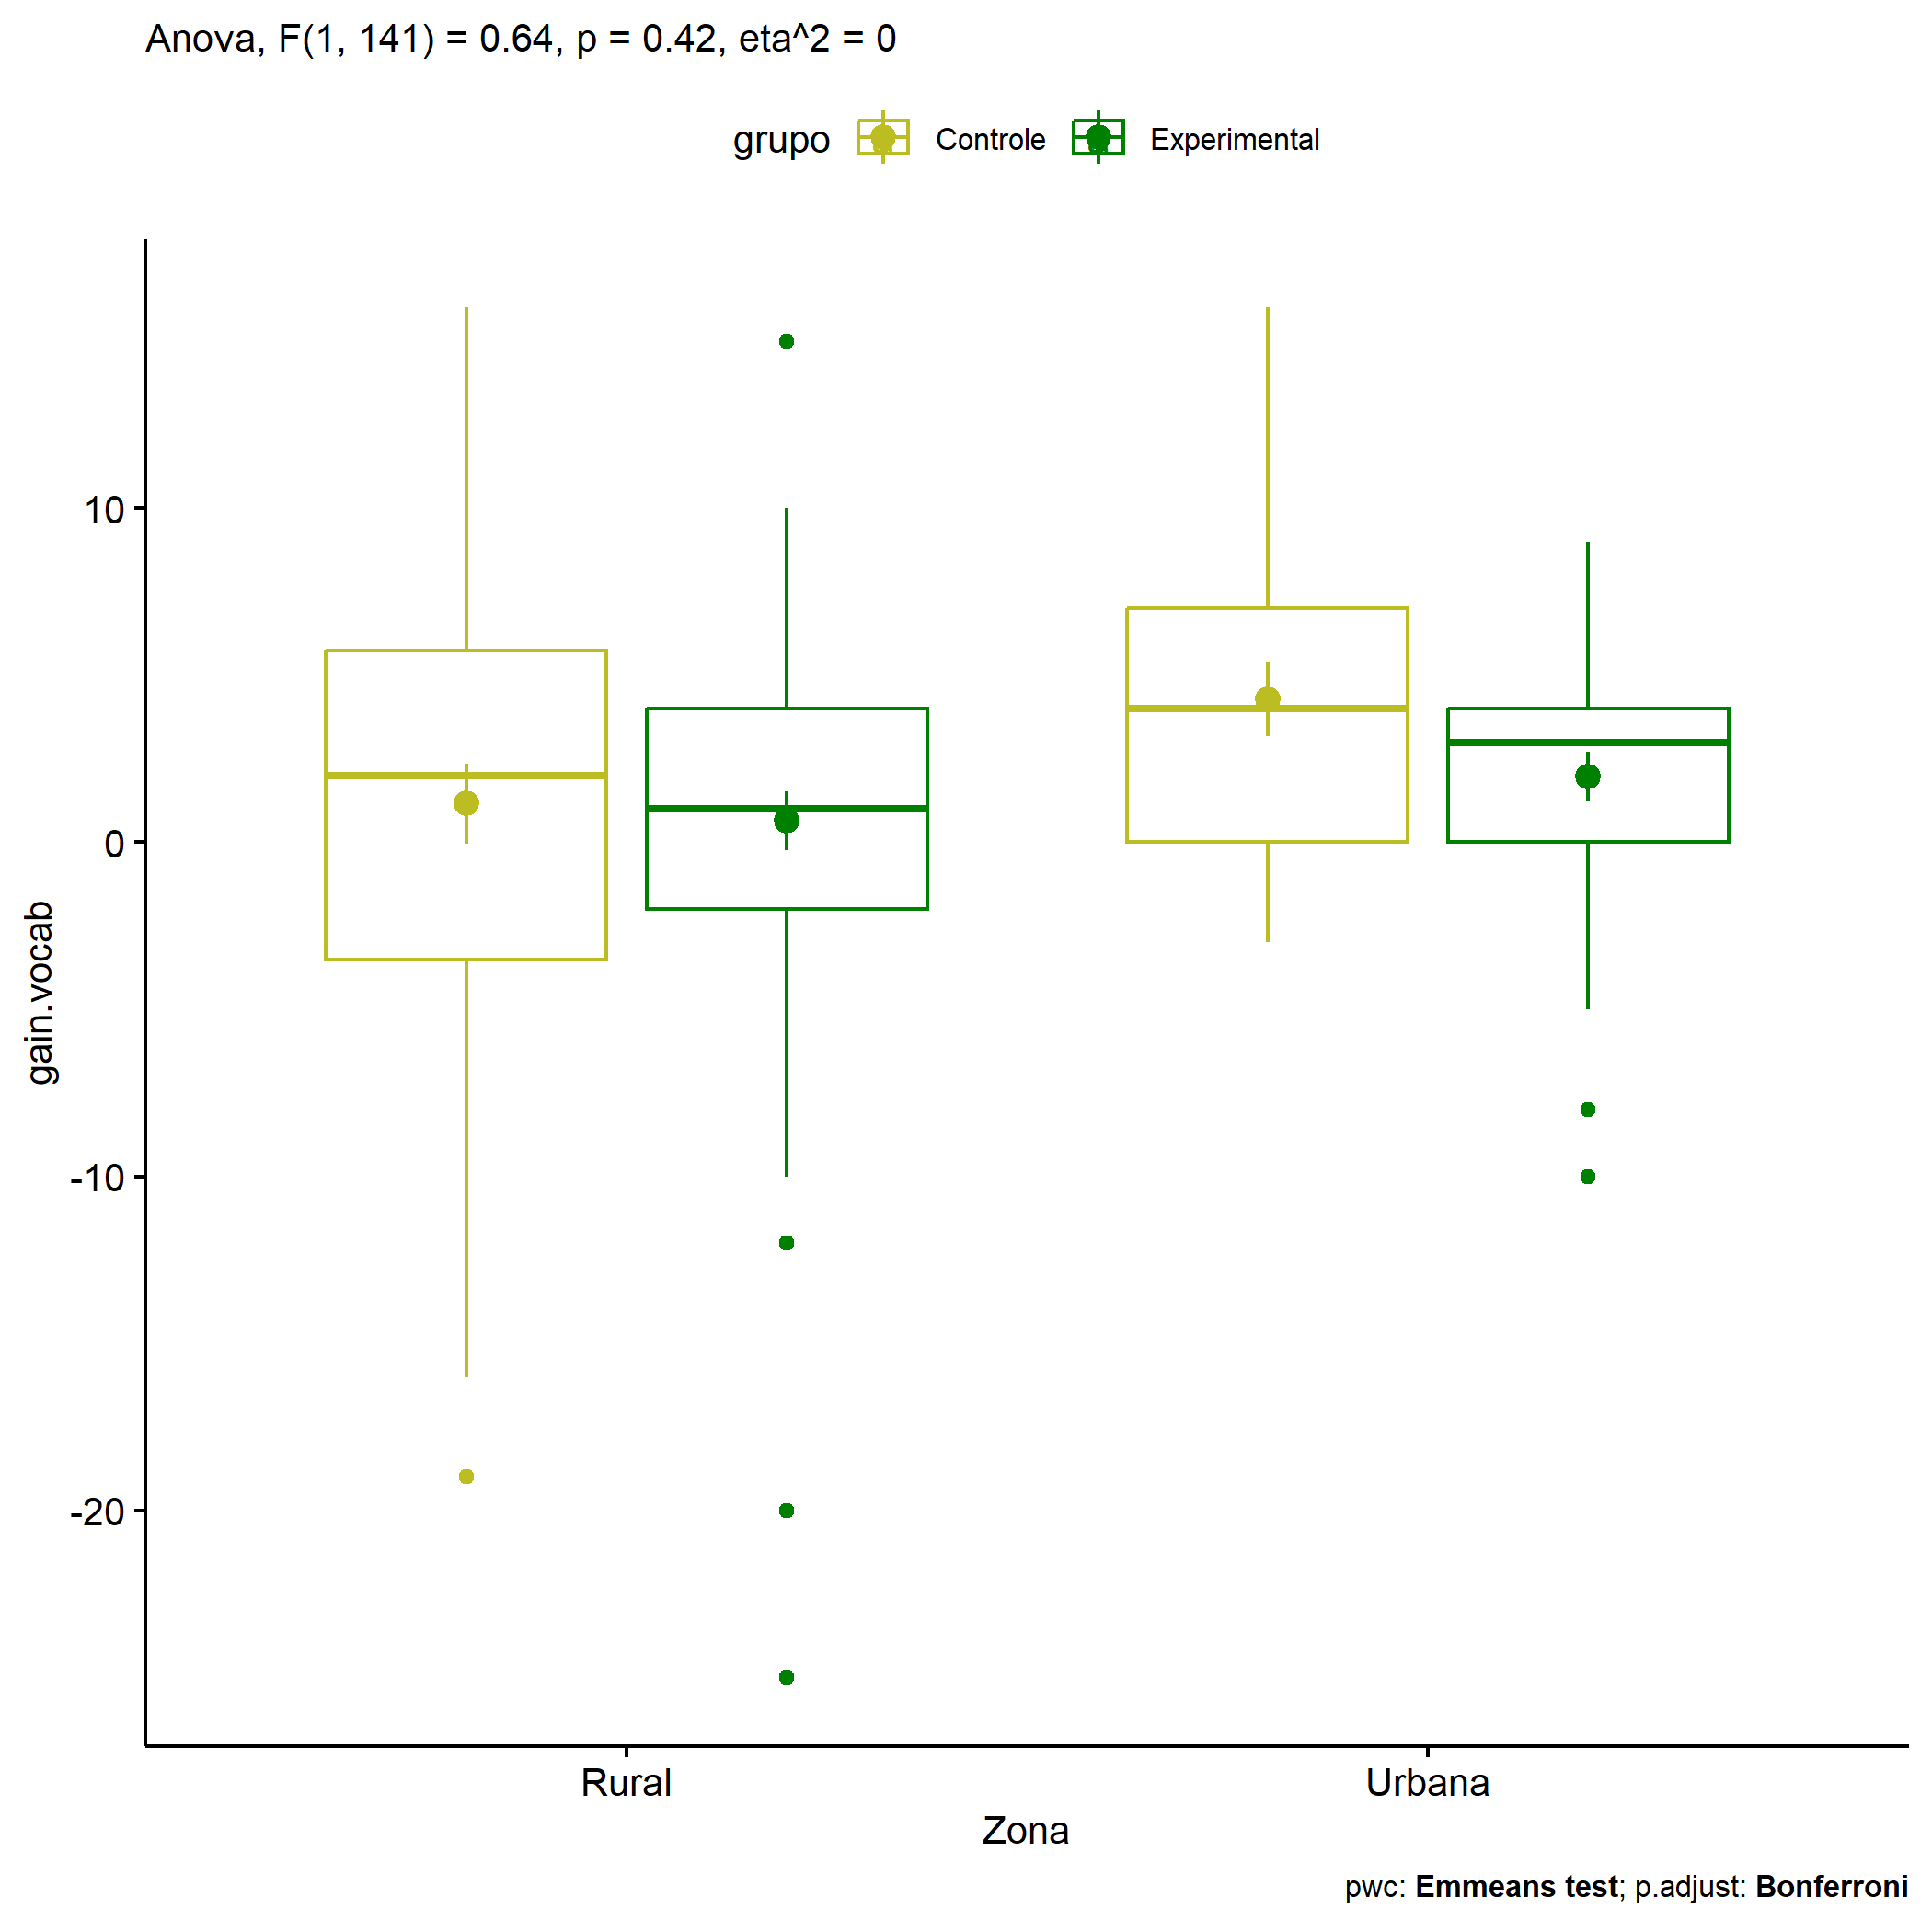 Anova, F(1, 141) = 0.64, p = 0.42, eta^2 = 0
grupo Controle Experimental
10
0
-10
-20
gain.vocab
Rural Urbana
Zona
pwc: Emmeans test; p.adjust: Bonferroni